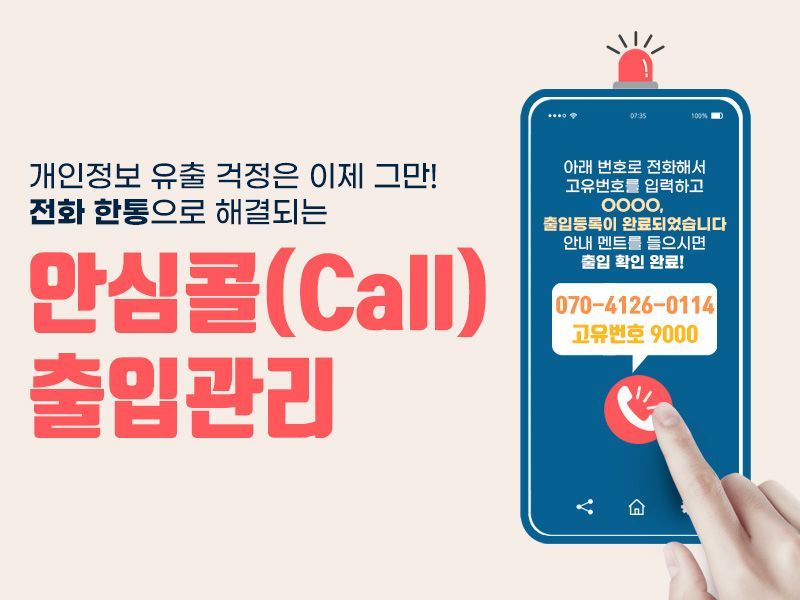 개인정보 유출 걱정은 이제 그만!
전화 한통으로 해결되는
안심콜(Call)
출입관리
07:35
100%
아래 번호로 전화해서
고유번호를 입력하고
OOOO,
출입등록이 완료되었습니다
안내 멘트를 들으시면
출입 확인 완료!
070-4126-0114
고유번호 9000